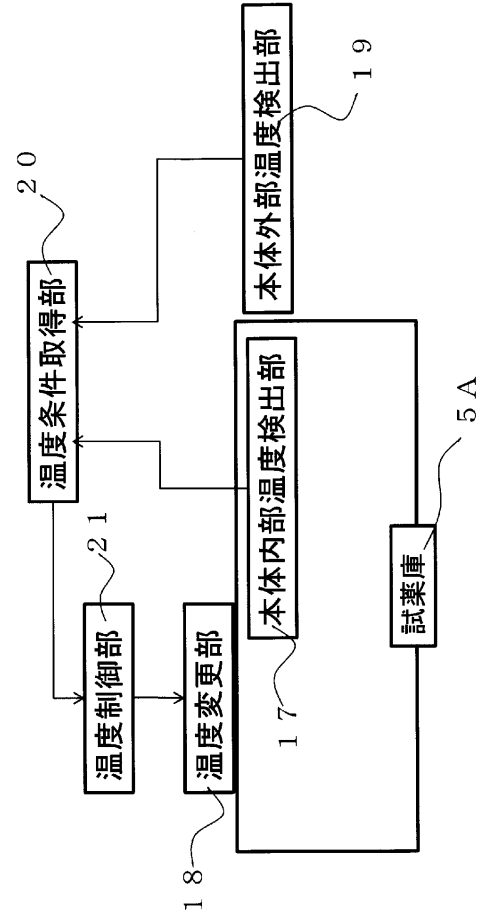 ２０
温度条件取得部
２１
温度制御部
１８
温度変更部
１７
本体内部温度検出部
本体外部温度検出部
１９
試薬庫
５Ａ